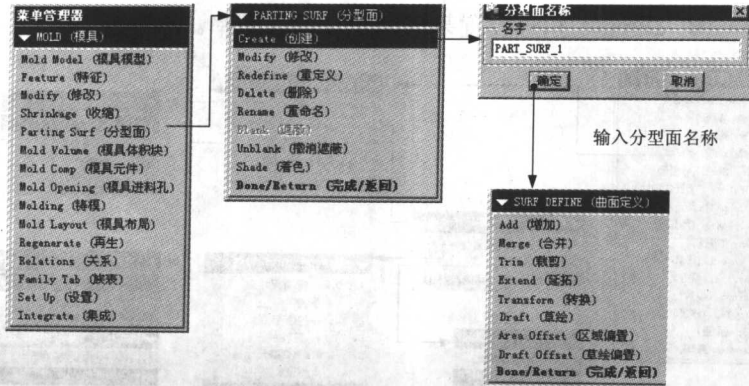 菜单管理器
MOLD (模具)
Mold Model (模具模型)
Feature (特征)
Modify (修改)
Shrinkage (收缩)
Parting Surf (分型面)
Mold Volume (模具体积块)
Mold Comp (模具元件)
Mold Opening (模具进料孔)
Molding (铸模)
Mold Layout (模具布局)
Regenerate (再生)
Relations (关系)
Family Tab (族表)
Set Up (设置)
Integrate (集成)
PARTING SURF (分型面)
Create (创建)
Modify (修改)
Redefine (重定义)
Delete (删除)
Rename (重命名)
Blank (遮蔽)
Unblank (撤消遮蔽)
Shade (着色)
Done/Return (完成/返回)
分型面名称
名字
PART_SURF_1
确定
取消
输入分型面名称
SURF DEFINE (曲面定义)
Add (增加)
Merge (合并)
Trim (裁剪)
Extend (延拓)
Transform (转换)
Draft (草绘)
Area Offset (区域偏置)
Draft Offset (草绘偏置)
Done/Return (完成/返回)